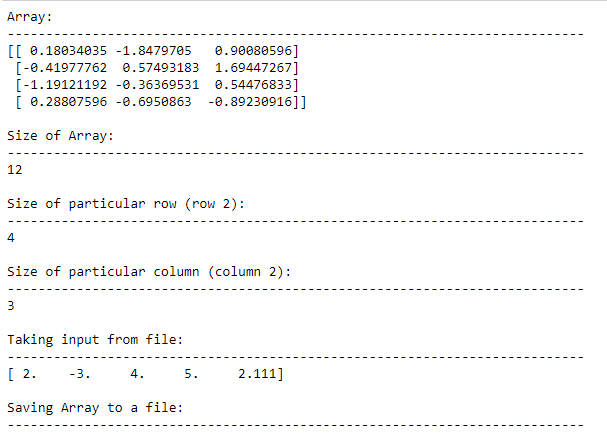 Array:
---------------------------------------------------------------------------
[[ 0.18034035 -1.8479705   0.90080596]
 [-0.41977762  0.57493183  1.69447267]
 [-1.19121192 -0.36369531  0.54476833]
 [ 0.28807596 -0.6950863  -0.89230916]]
Size of Array:
---------------------------------------------------------------------------
12
Size of particular row (row 2):
---------------------------------------------------------------------------
4
Size of particular column (column 2):
---------------------------------------------------------------------------
3
Taking input from file:
---------------------------------------------------------------------------
[ 2.    -3.     4.     5.     2.111]
Saving Array to a file:
---------------------------------------------------------------------------